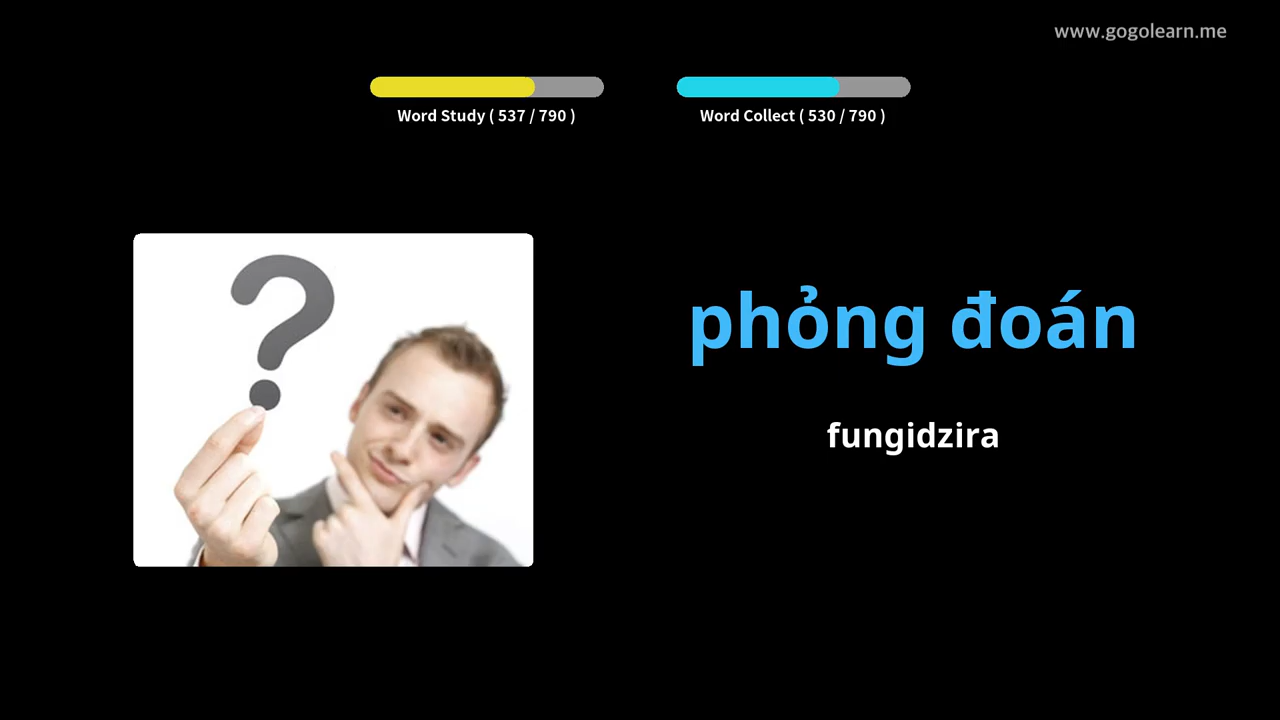 www.gogolearn.me
Word Study ( 537 / 790 )
Word Collect ( 530 / 790 )
phỏng đoán
fungidzira